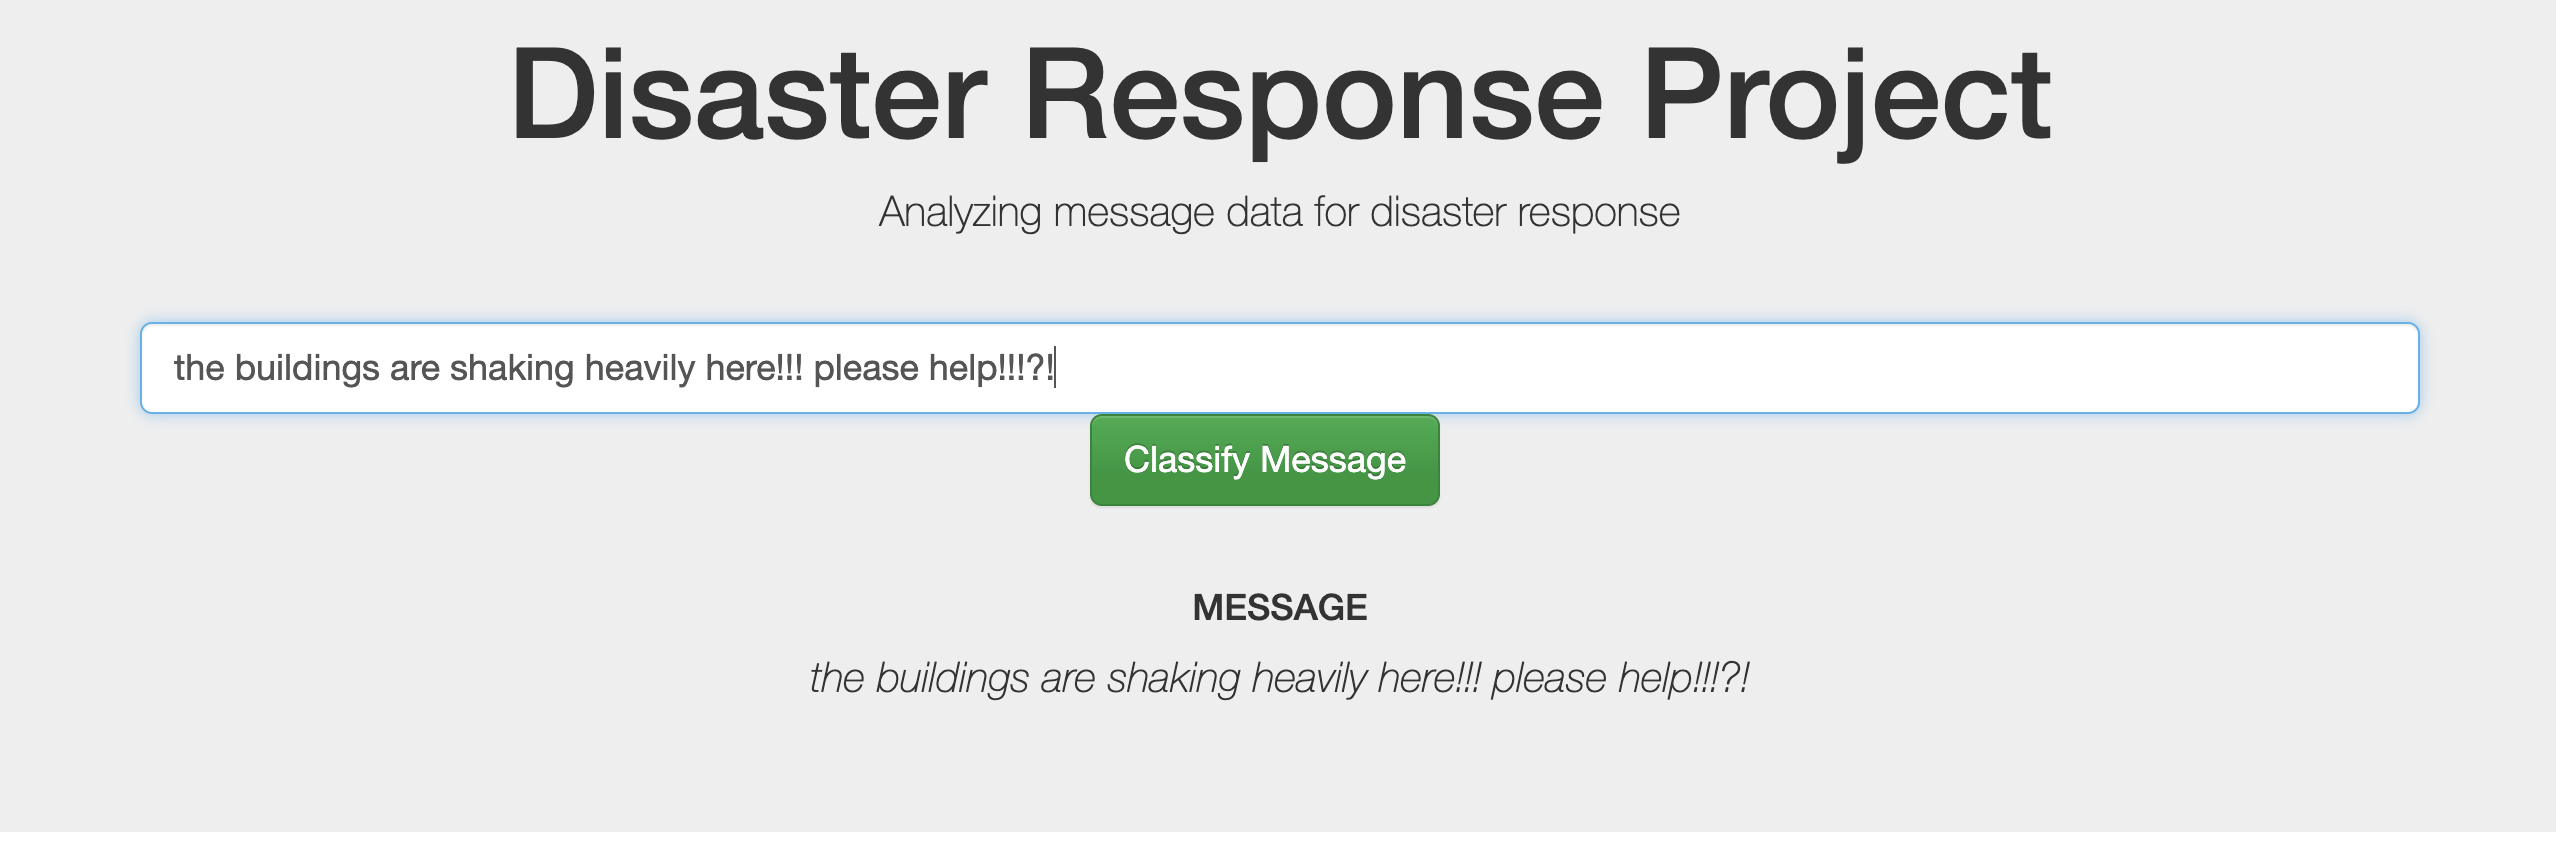 Disaster Response Project
Analyzing message data for disaster response
the buildings are shaking heavily here!!! please help!!!?!
Classify Message
MESSAGE
the buildings are shaking heavily here!!! please help!!!?!